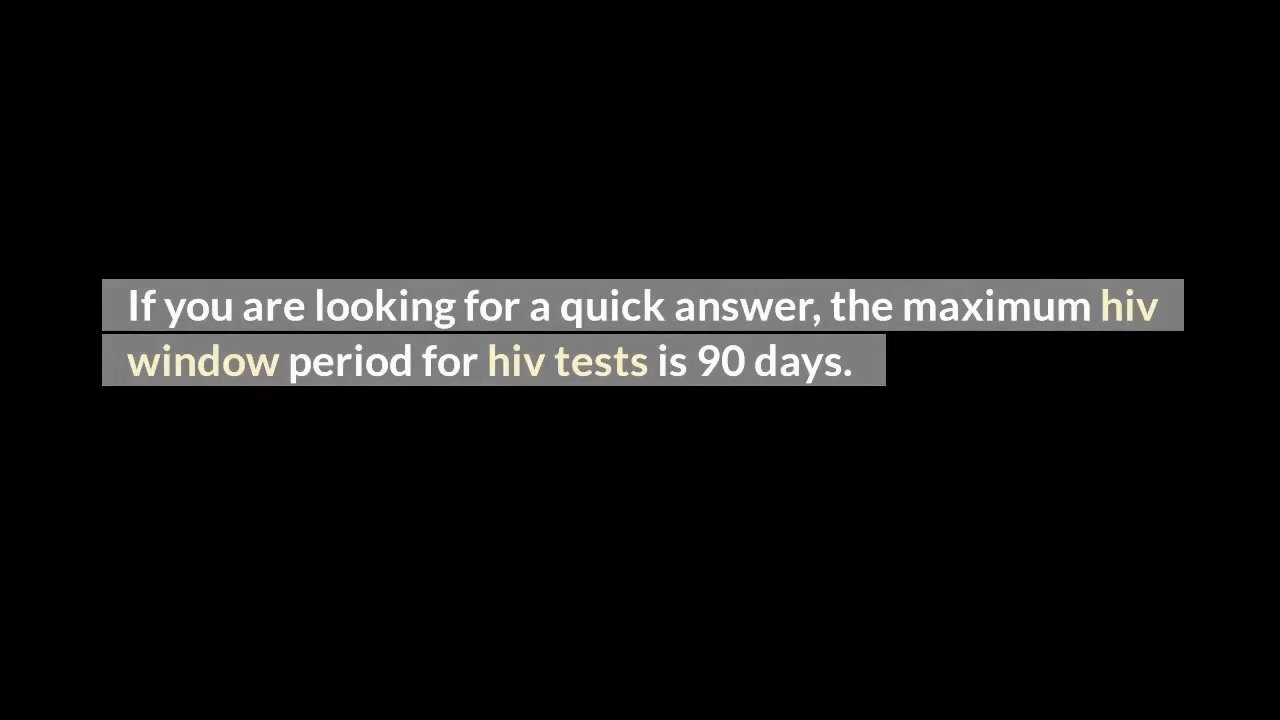 If you are looking for a quick answer, the maximum hiv
window period for hiv tests is 90 days.